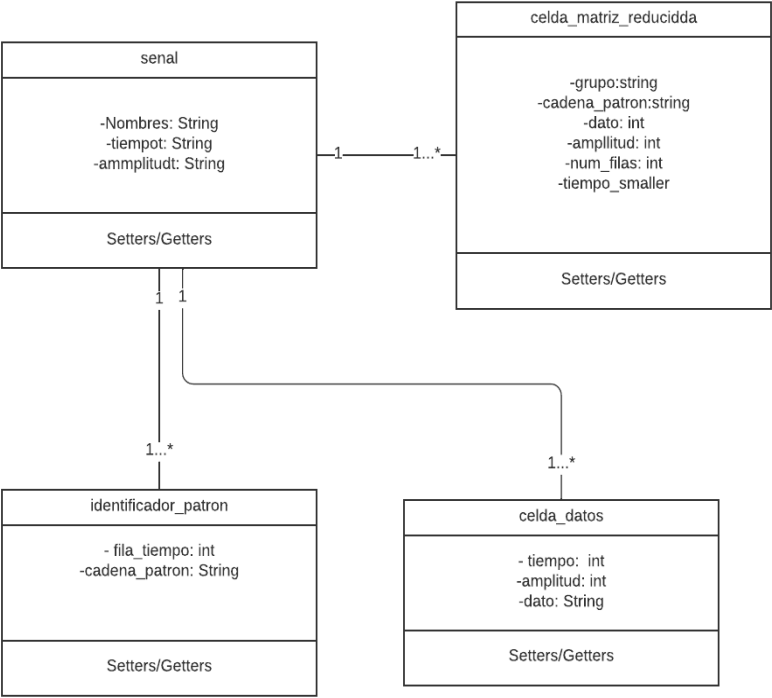 celda_matriz_reducidda
-grupo:string
-cadena_patron:string
-dato: int
-ampllitud: int
-num_filas: int
-tiempo_smaller
Setters/Getters
senal
-Nombres: String
-tiempot: String
-ammplitudt: String
Setters/Getters
1
1...*
1
1
1...*
1...*
identificador_patron
- fila_tiempo: int
-cadena_patron: String
Setters/Getters
celda_datos
- tiempo:  int
-amplitud: int
-dato: String
Setters/Getters